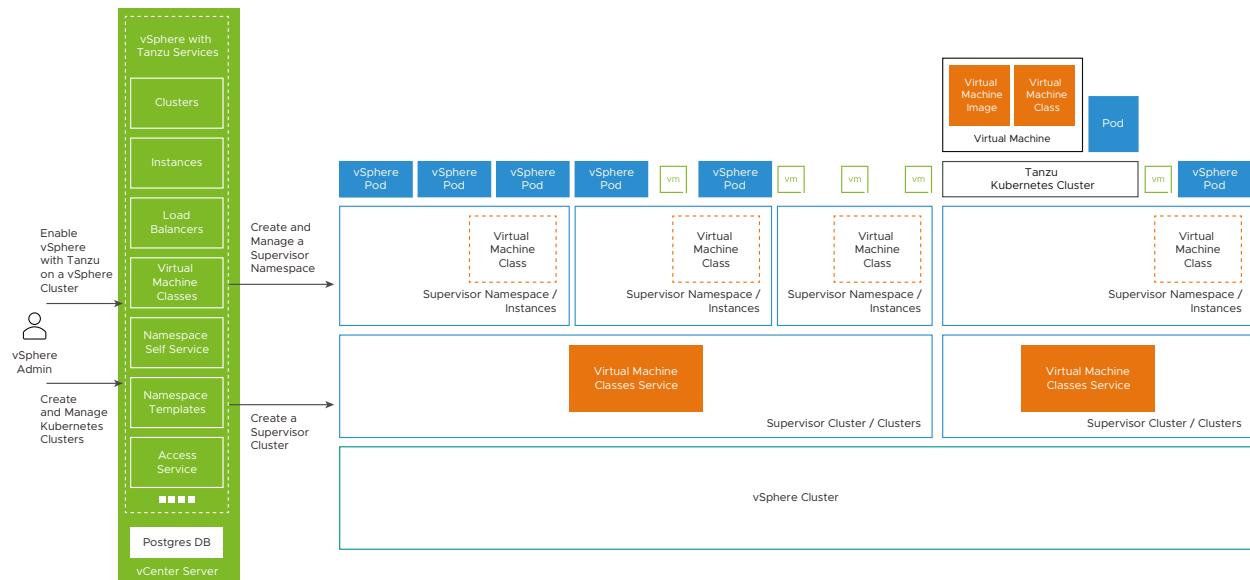 vSphere with
Tanzu Services
Clusters
Instances
Load
Balancers
Virtual
Machine
Classes
Namespace
Self Service
Namespace
Templates
Access
Service
Postgres DB
vCenter Server
Enable
vSphere
with Tanzu
on a vSphere
Cluster
vSphere
Admin
Create
and Manage
Kubernetes
Clusters
Create and
Manage a
Supervisor
Namespace
Create a
Supervisor
Cluster
Virtual
Machine
Image
Virtual
Machine
Class
Virtual Machine
Pod
vSphere
Pod
vSphere
Pod
vSphere
Pod
vSphere
Pod
vm
vSphere
Pod
vm
vm
vm
Tanzu
Kubernetes Cluster
vm
vSphere
Pod
Virtual
Machine
Class
Supervisor Namespace /
Instances
Virtual
Machine
Class
Supervisor Namespace /
Instances
Virtual
Machine
Class
Supervisor Namespace /
Instances
Virtual
Machine
Class
Supervisor Namespace /
Instances
Virtual Machine
Classes Service
Supervisor Cluster / Clusters
Virtual Machine
Classes Service
Supervisor Cluster / Clusters
vSphere Cluster